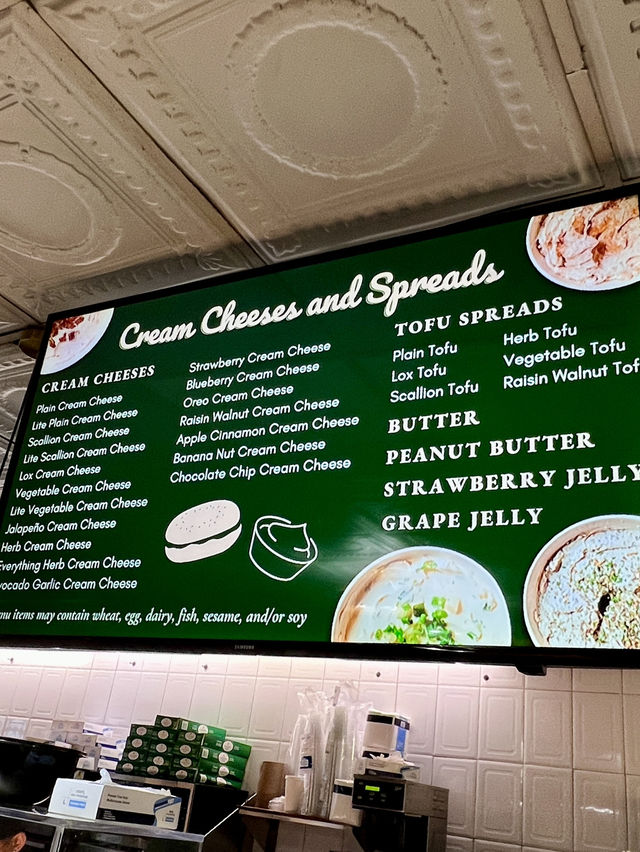 Cream Cheeses and Spreads
CREAM CHEESES
Plain Cream Cheese
Lite Plain Cream Cheese
Scallion Cream Cheese
Lite Scallion Cream Cheese
Lox Cream Cheese
Vegetable Cream Cheese
Lite Vegetable Cream Cheese
Jalapeño Cream Cheese
Herb Cream Cheese
Everything Herb Cream Cheese
vocado Garlic Cream Cheese
Strawberry Cream Cheese
Blueberry Cream Cheese
Oreo Cream Cheese
Raisin Walnut Cream Cheese
Apple Cinnamon Cream Cheese
Banana Nut Cream Cheese
Chocolate Chip Cream Cheese
TOFU SPREADS
Plain Tofu
Lox Tofu
Scallion Tofu
Herb Tofu
Vegetable Tofu
Raisin Walnut Tof
BUTTER
PEANUT BUTTER
STRAWBERRY JELLY
GRAPE JELLY
nu items may contain wheat, egg, dairy, fish, sesame, and/or soy
SAMSUNG